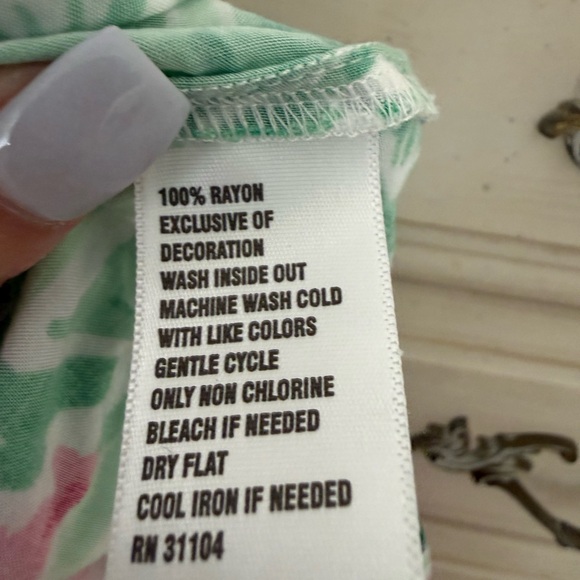 100% RAYON
EXCLUSIVE OF
DECORATION
WASH INSIDE OUT
MACHINE WASH COLD
WITH LIKE COLORS
GENTLE CYCLE
ONLY NON CHLORINE
BLEACH IF NEEDED
DRY FLAT
COOL IRON IF NEEDED
RN 31104